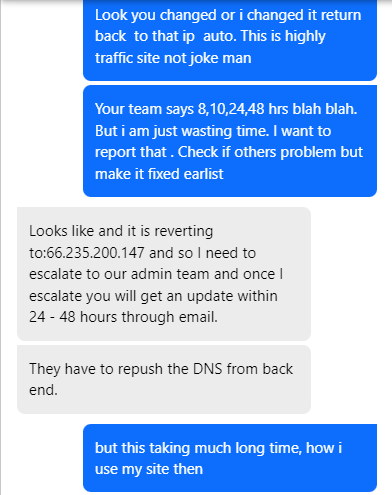 Look you changed or i changed it return
back  to that ip  auto. This is highly
traffic site not joke man
Your team says 8,10,24,48 hrs blah blah.
But i am just wasting time. I want to
report that . Check if others problem but
make it fixed earlist
Looks like and it is reverting
to:66.235.200.147 and so I need to
escalate to our admin team and once I
escalate you will get an update within
24 - 48 hours through email.
They have to repush the DNS from back
end.
but this taking much long time, how i
use my site then